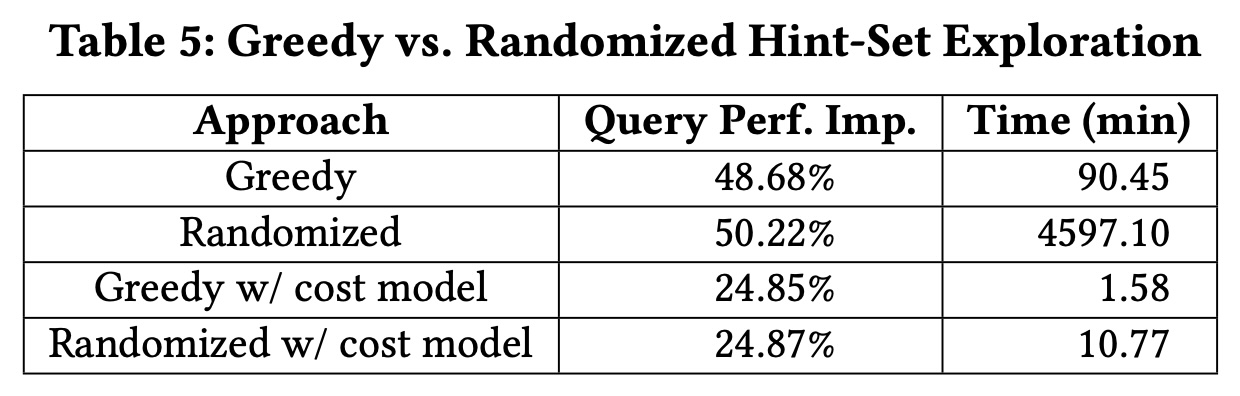 Table 5: Greedy vs. Randomized Hint-Set Exploration
Approach Query Perf. Imp. Time (min)
Greedy 48.68% 90.45
Randomized 50.22% 4597.10
Greedy w/ cost model 24.85% 1.58
Randomized w/ cost model 24.87% 10.77